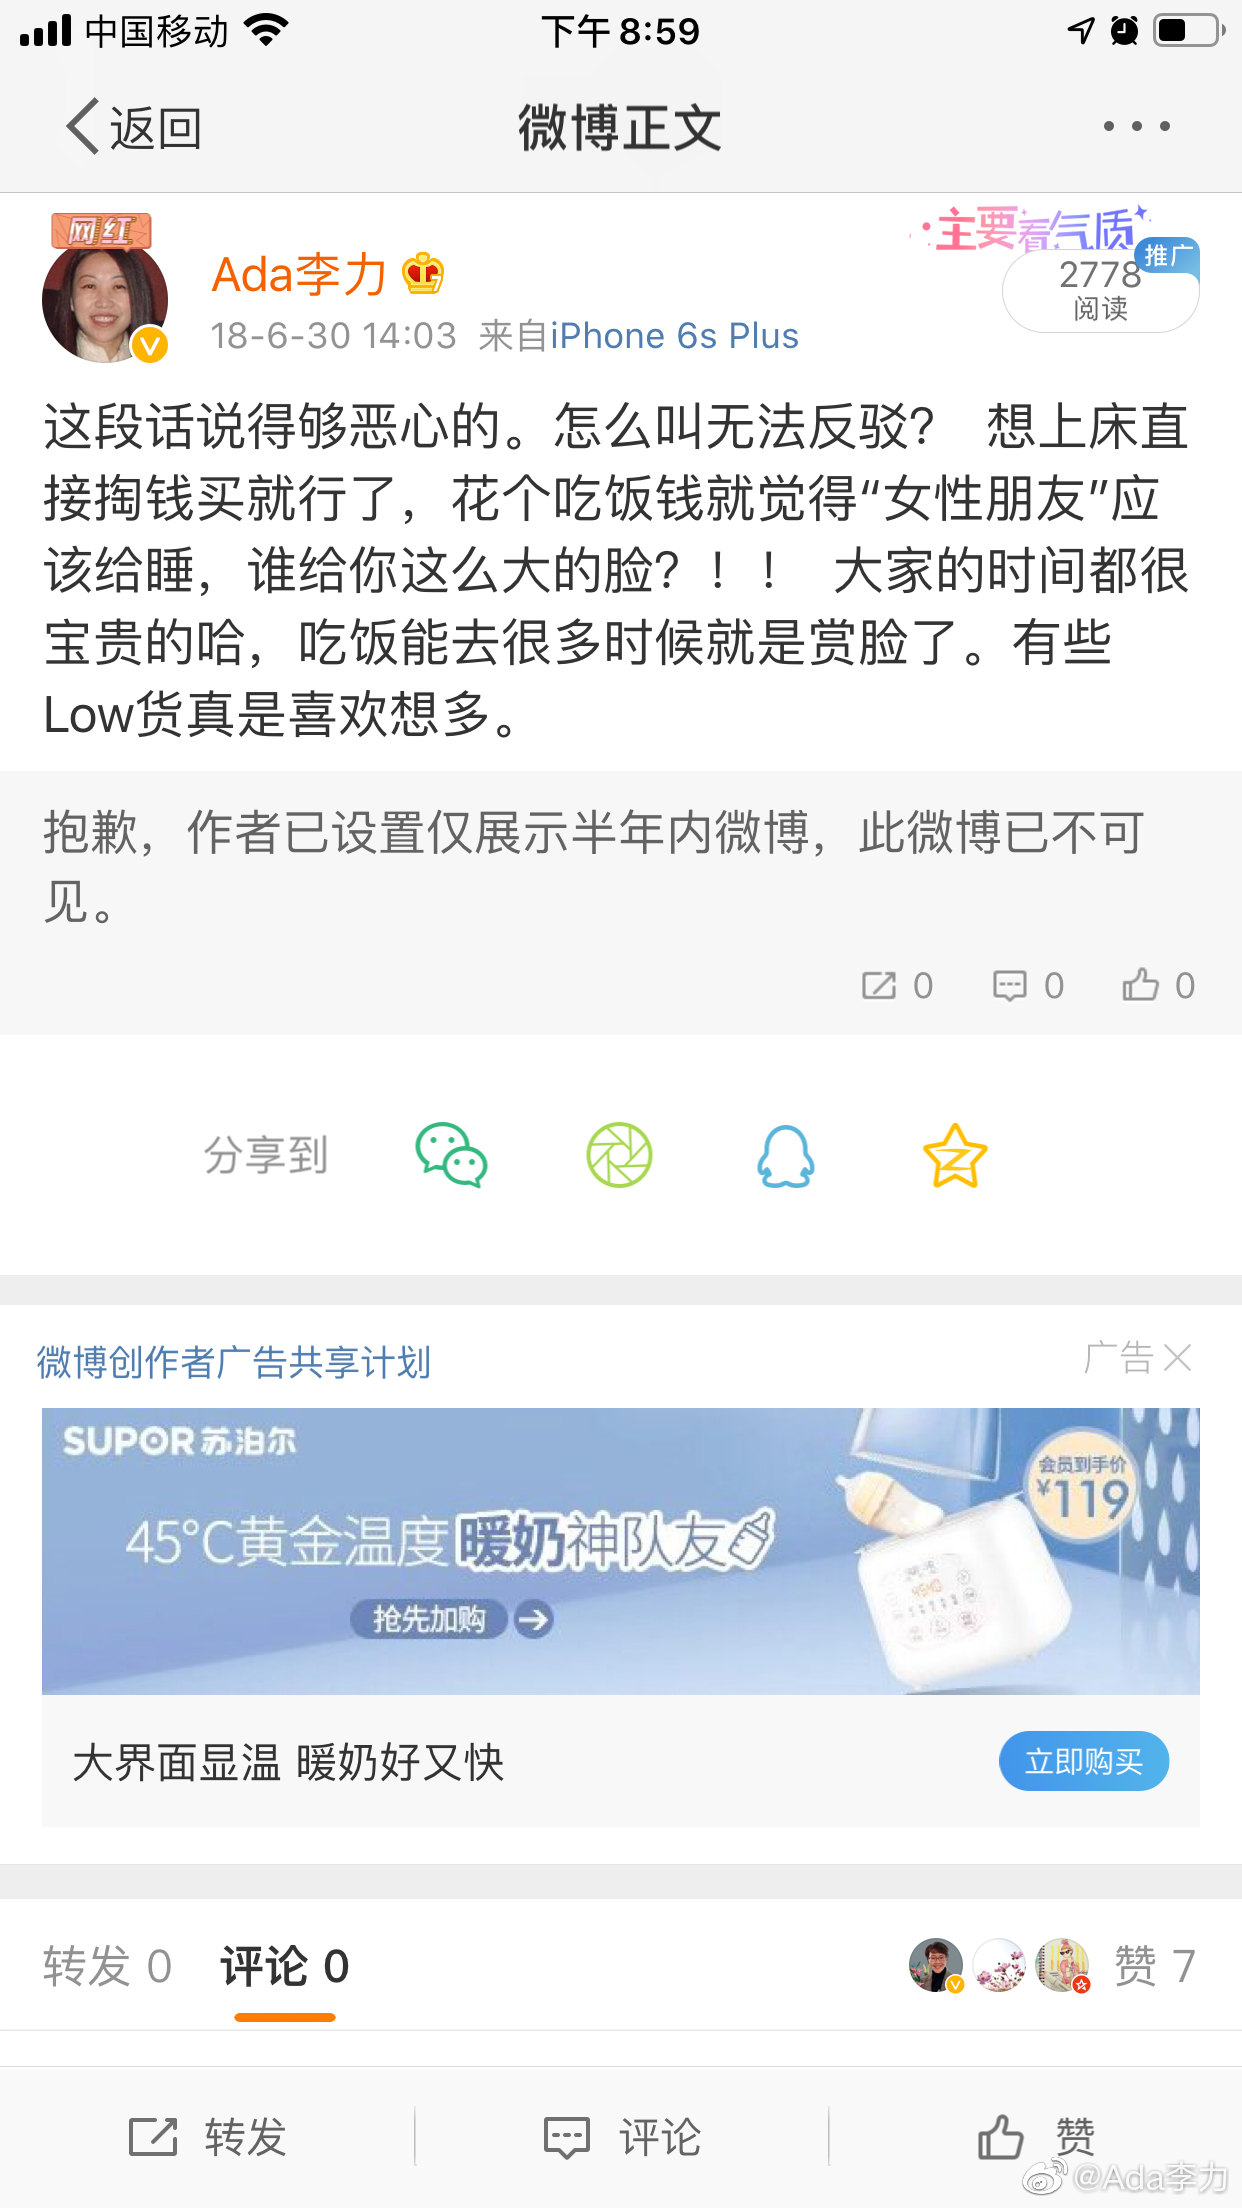 中国移动
下午 8:59
返回
微博正文
网红
主要看气质
推广
Ada李力
2778
阅读
18-6-30 14:03 来自iPhone 6s Plus
这段话说得够恶心的。怎么叫无法反驳? 想上床直
接掏钱买就行了，花个吃饭钱就觉得“女性朋友”应
该给睡，谁给你这么大的脸？！！ 大家的时间都很
宝贵的哈，吃饭能去很多时候就是赏脸了。有些
Low货真是喜欢想多。
抱歉，作者已设置仅展示半年内微博，此微博已不可
见。
0 0 0
分享到
微博创作者广告共享计划
广告
SUPOR苏泊尔
会员到手价
¥119
45°C黄金温度暖奶神队友
抢先加购
大界面显温 暖奶好又快
立即购买
转发 0 评论 0 赞 7
转发 评论 赞
@Ada李力